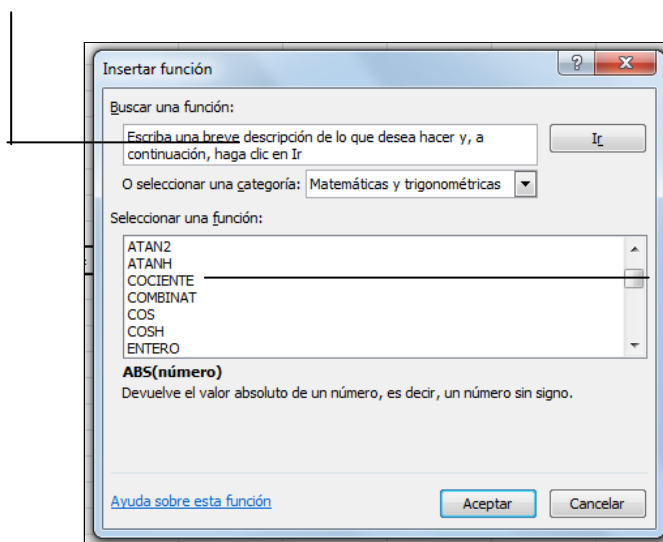 Insertar función
?
X
Buscar una función:
Escriba una breve descripción de lo que desea hacer y, a
continuación, haga clic en Ir
Ir
O seleccionar una categoría: Matemáticas y trigonométricas
Seleccionar una función:
ATAN2
ATANH
COCIENTE
COMBINAT
COS
COSH
ENTERO
ABS(número)
Devuelve el valor absoluto de un número, es decir, un número sin signo.
Ayuda sobre esta función
Aceptar
Cancelar